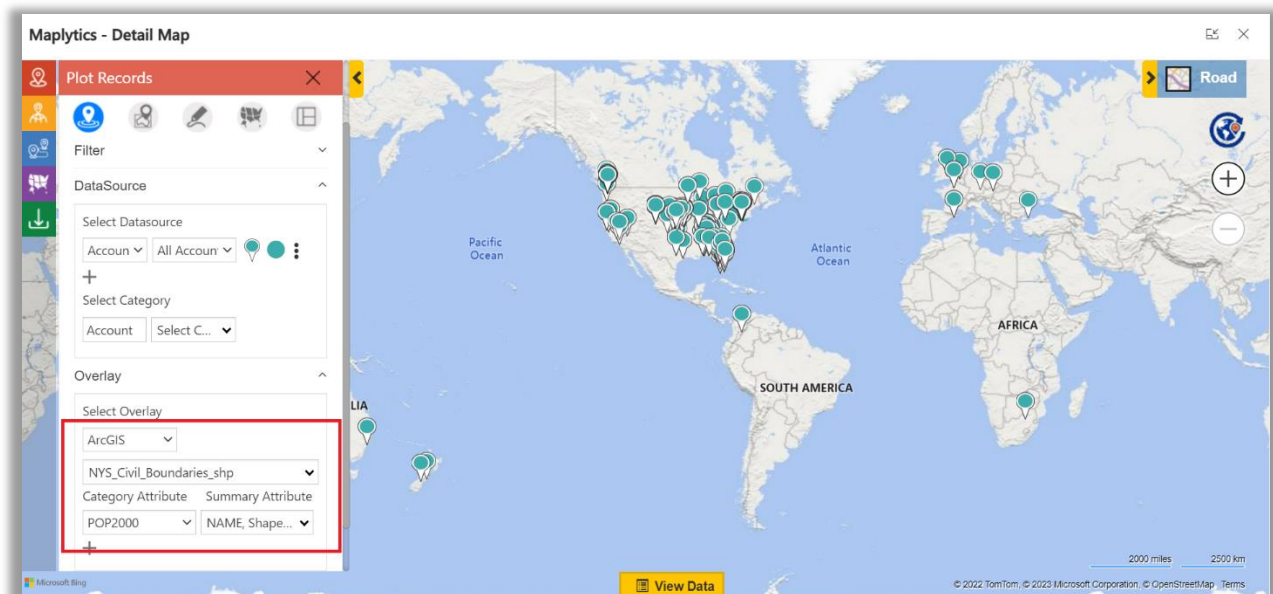 Maplytics - Detail Map
Plot Records
Road
Filter
DataSource
Select Datasource
Accoun
All Accoun
Select Category
Account
Select C...
Overlay
Select Overlay
ArcGIS
NYS_Civil_Boundaries_shp
Category Attribute Summary Attribute
POP2000
NAME, Shape...
Pacific
Ocean
Atlantic
Ocean
AFRICA
SOUTH AMERICA
LIA
2000 miles 2500 km
Microsoft Bing
View Data
© 2022 TomTom, © 2023 Microsoft Corporation, © OpenStreetMap Terms